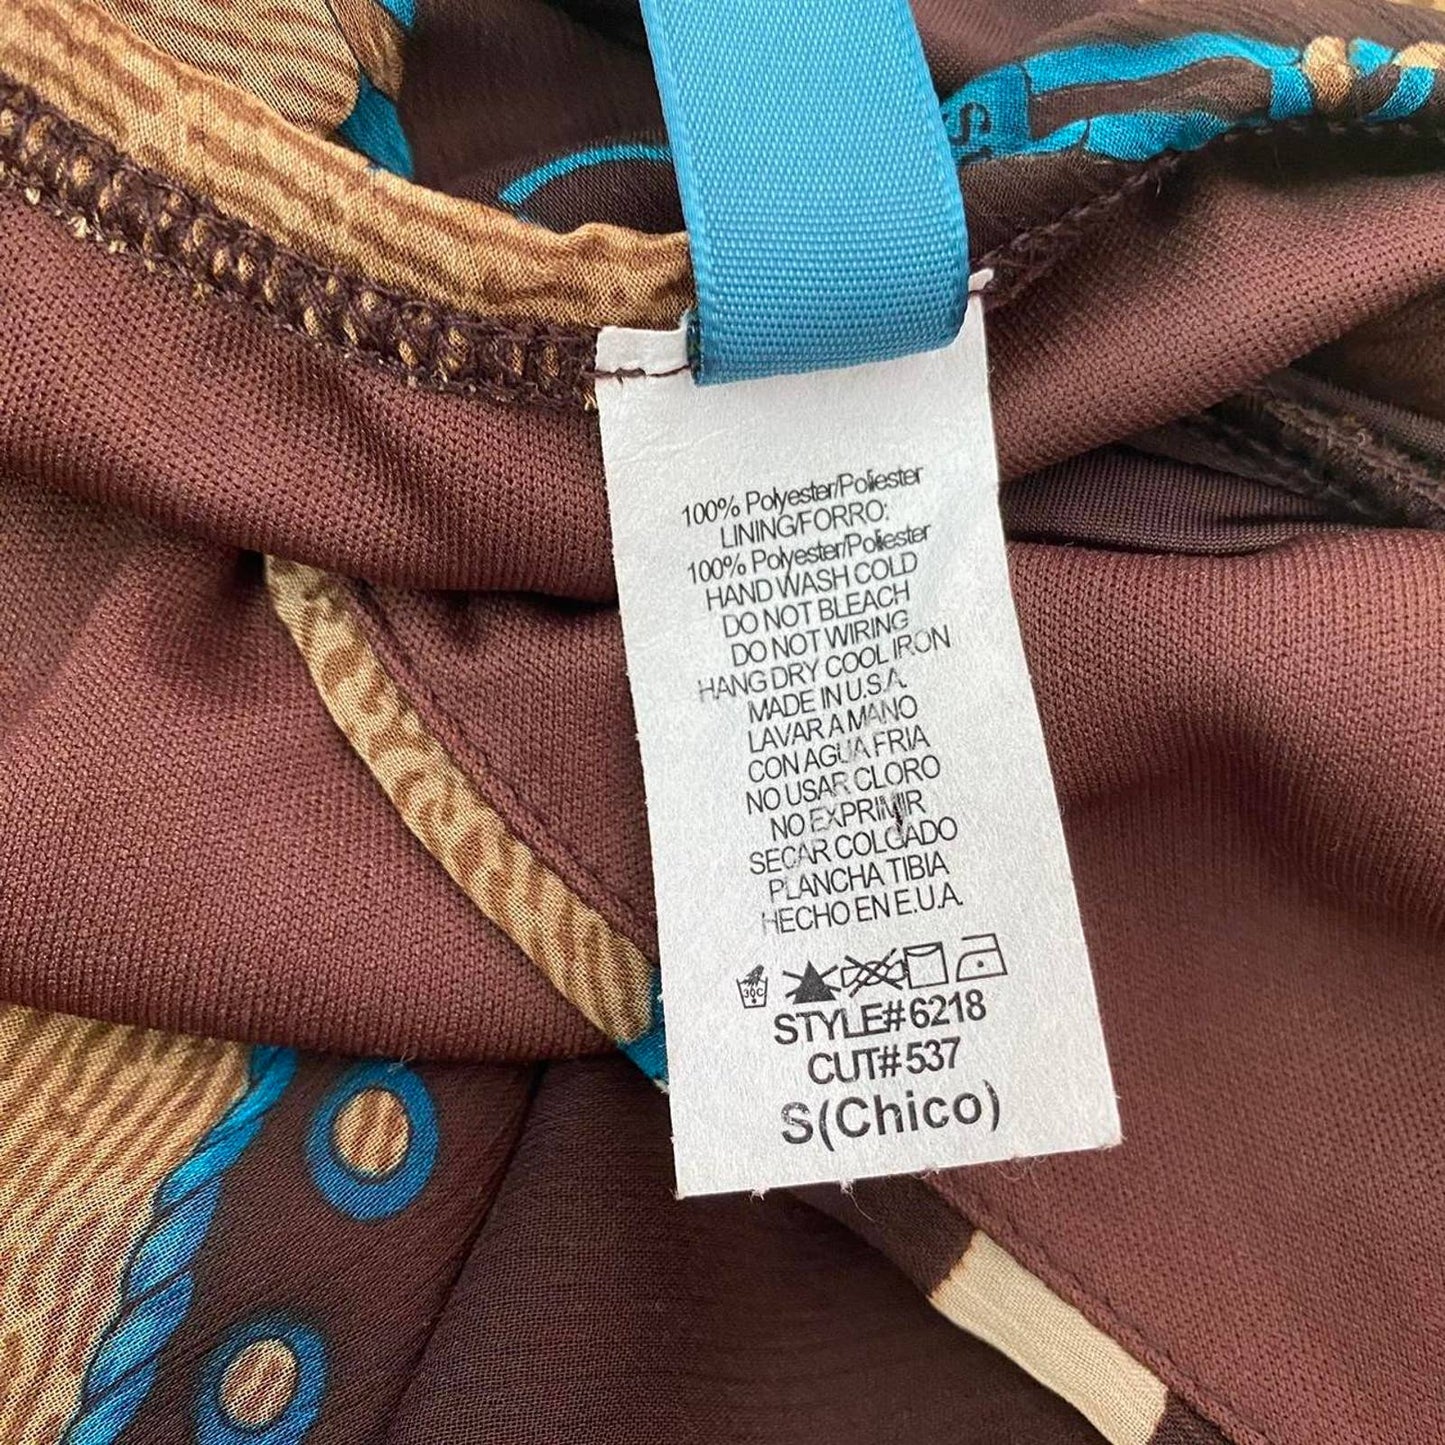 100% Polyester/Poliester
LINING/FORRO:
100% Polyester/Poliester
HAND WASH COLD
DO NOT BLEACH
DO NOT WIRING
HANG DRY COOL IRON
MADE IN U.S.A.
LAVAR A MANO
CON AGUA FRIA
NO USAR CLORO
NO EXPRIMIR
SECAR COLGADO
PLANCHA TIBIA
HECHO EN E.U.A.
30C
STYLE#6218
CUT#537
S(Chico)